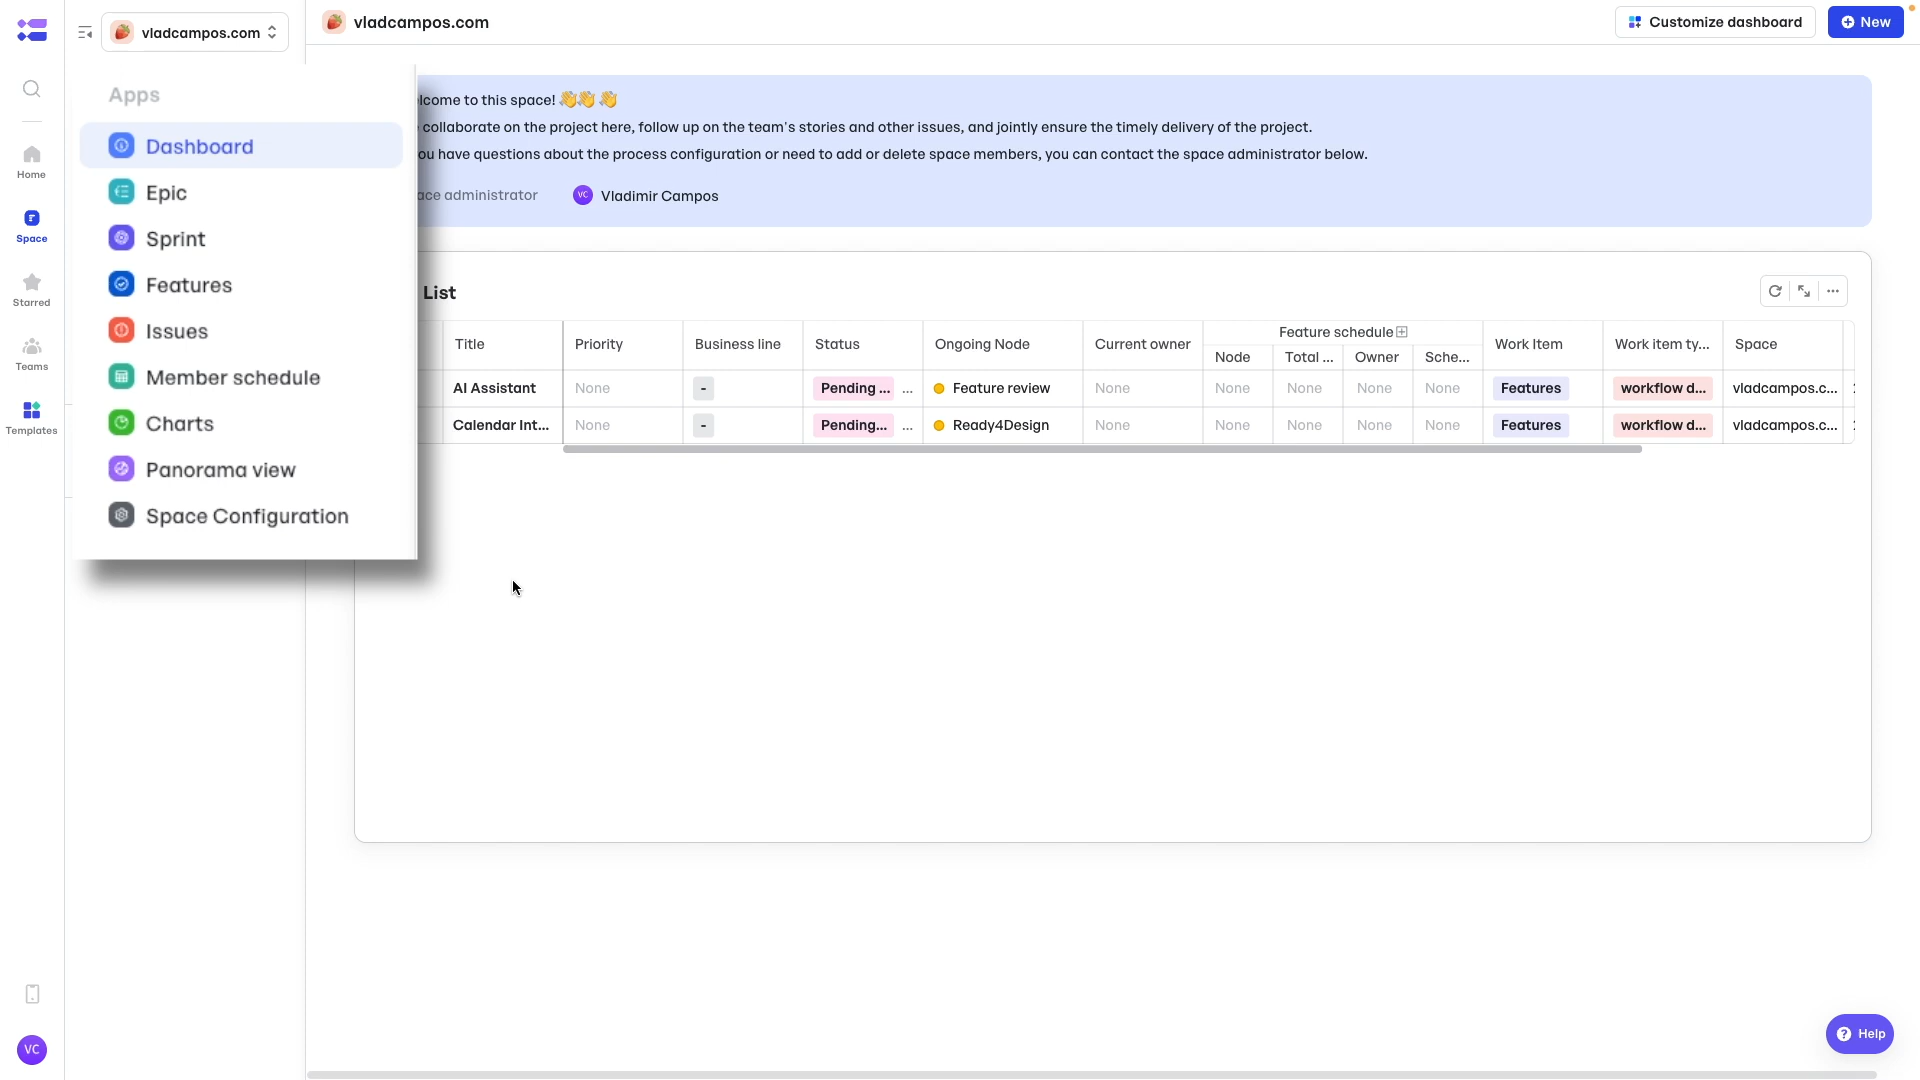 vladcampos.com
vladcampos.com
Customize dashboard
New
Apps
Dashboard
Epic
Sprint
Features
Issues
Member schedule
Charts
Panorama view
Space Configuration
Home
Space
Starred
Teams
Templates
lcome to this space! 👋👋 👋
collaborate on the project here, follow up on the team's stories and other issues, and jointly ensure the timely delivery of the project.
ou have questions about the process configuration or need to add or delete space members, you can contact the space administrator below.
ace administrator VC Vladimir Campos
List
Title Priority Business line Status Ongoing Node Current owner Feature schedule Work Item Work item ty... Space
Node Total ... Owner Sche...
AI Assistant None - Pending ... ... Feature review None None None None None Features workflow d... vladcampos.c...
Calendar Int... None - Pending... ... Ready4Design None None None None None Features workflow d... vladcampos.c...
VC
Help